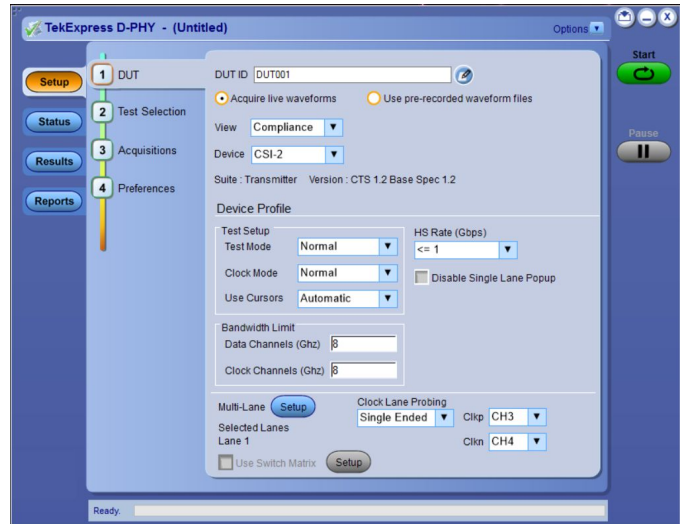 TekExpress D-PHY - (Untitled)
Options
Start
Pause
Setup
Status
Results
Reports
1 DUT
2 Test Selection
3 Acquisitions
4 Preferences
DUT ID DUT001
Acquire live waveforms Use pre-recorded waveform files
View Compliance
Device CSI-2
Suite : Transmitter Version : CTS 1.2 Base Spec 1.2
Device Profile
Test Setup
Test Mode Normal
Clock Mode Normal
Use Cursors Automatic
HS Rate (Gbps)
<= 1
Disable Single Lane Popup
Bandwidth Limit
Data Channels (Ghz) 8
Clock Channels (Ghz) 8
Multi-Lane Setup
Selected Lanes
Lane 1
Clock Lane Probing
Single Ended Clkp CH3
Clkn CH4
Use Switch Matrix Setup
Ready.